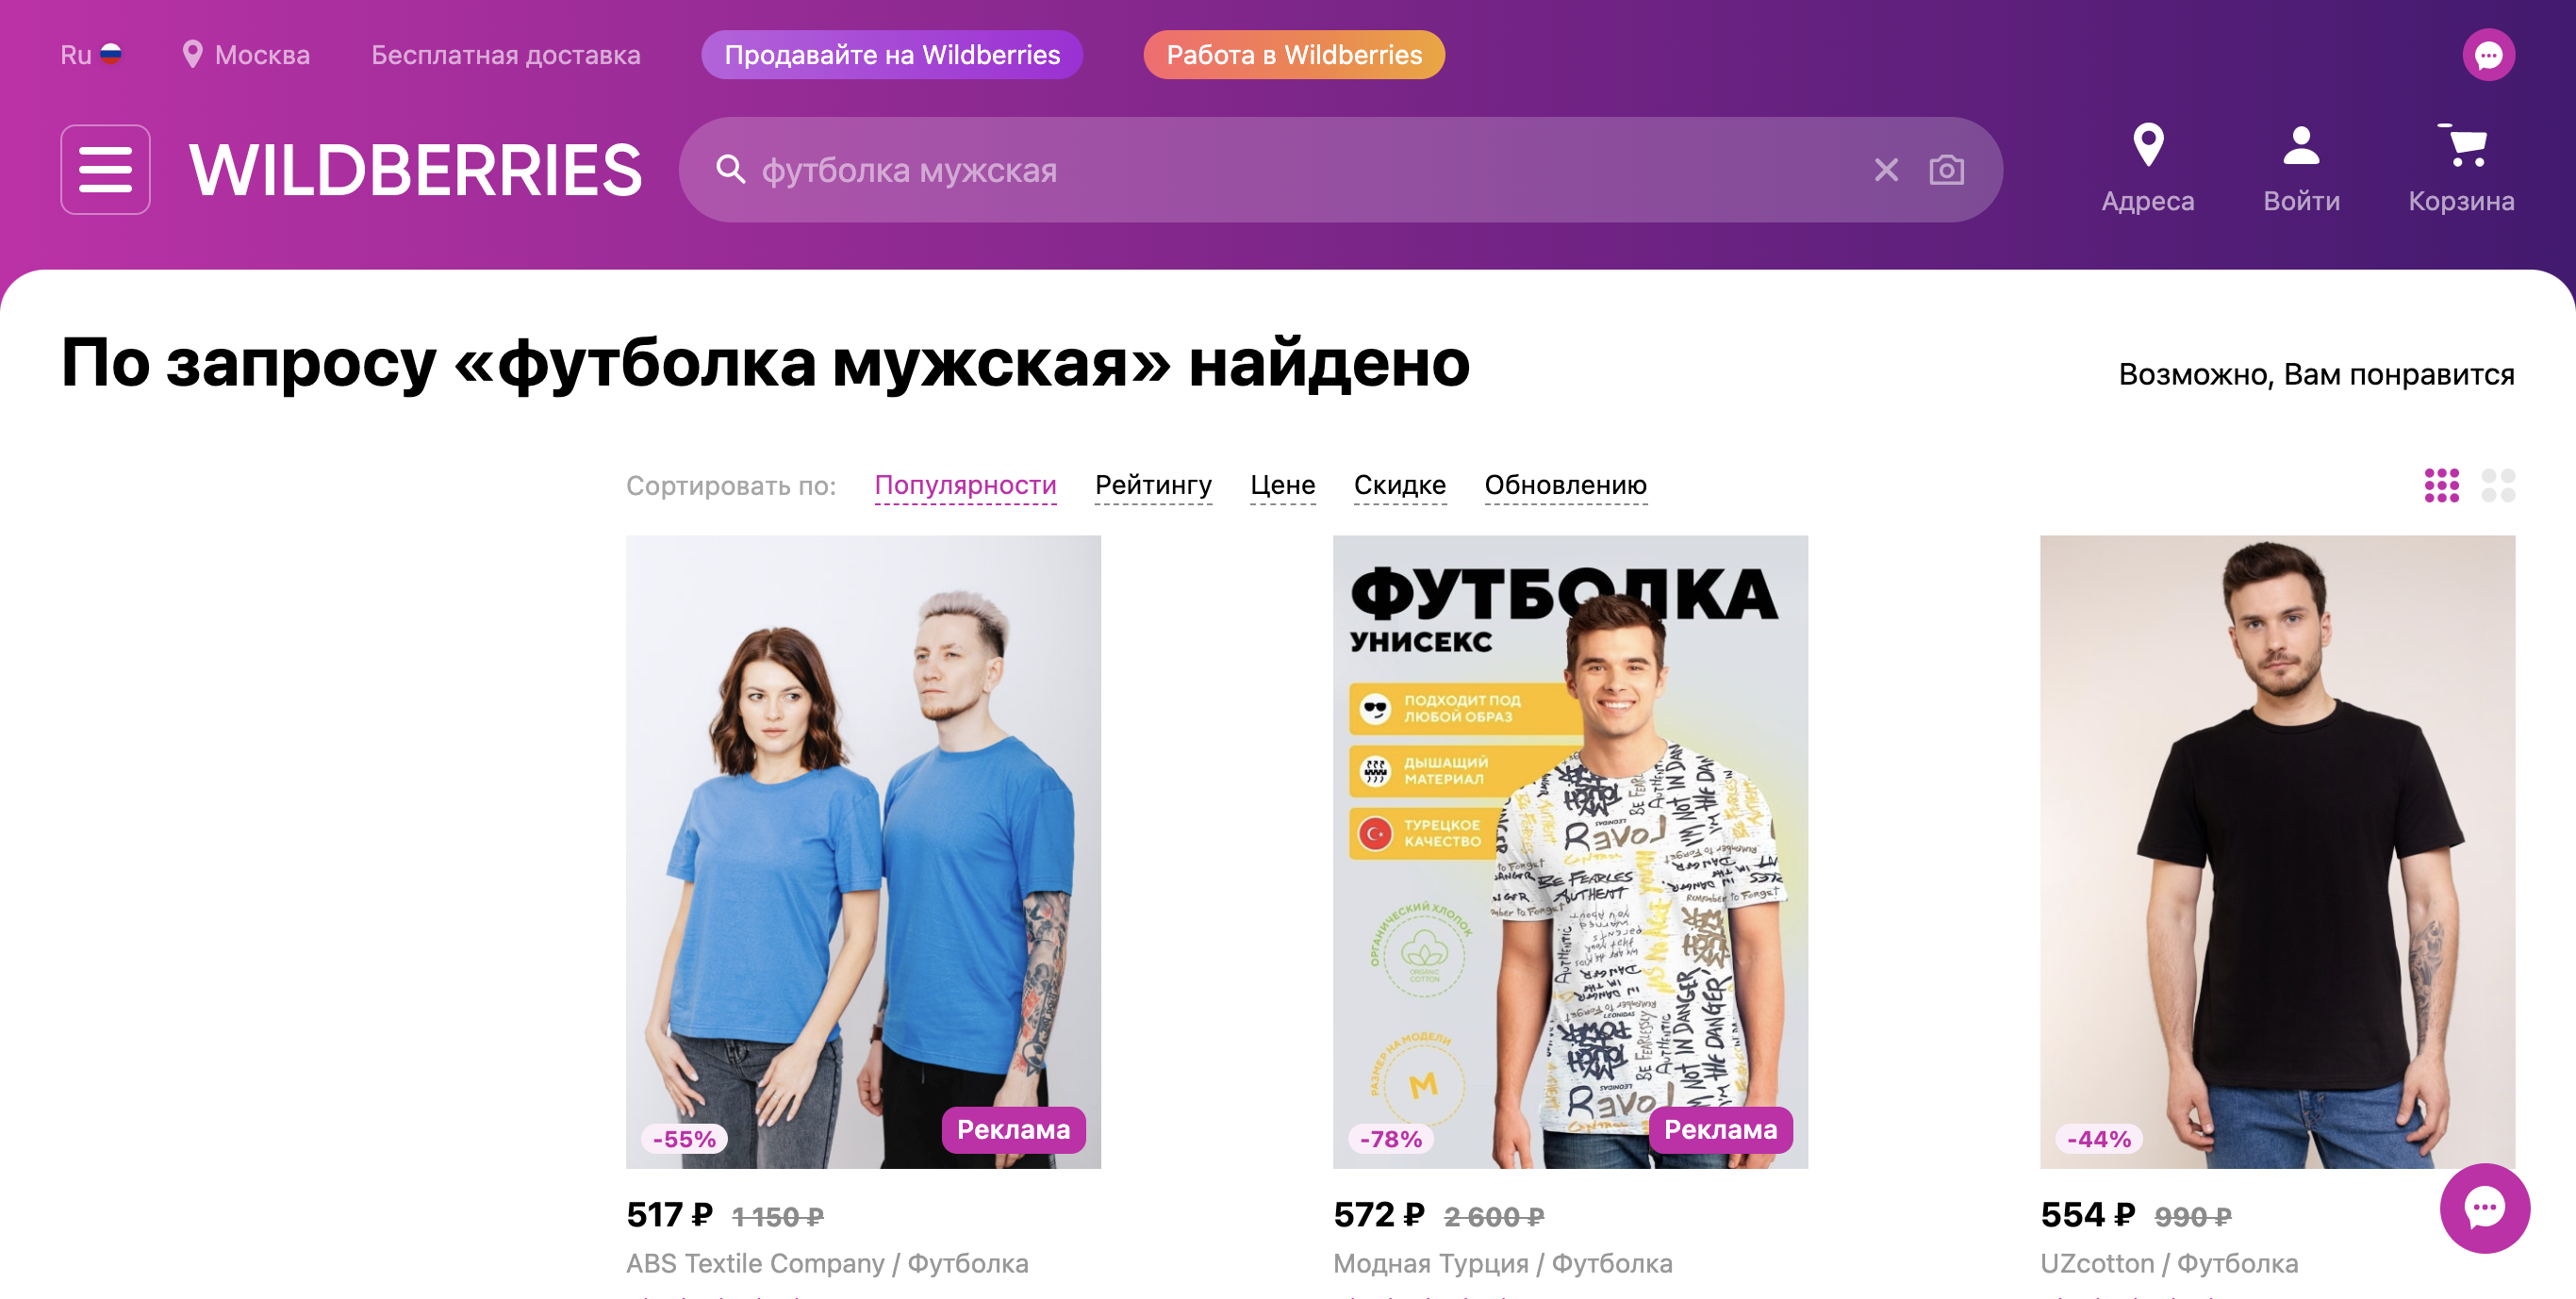 Ru Москва Бесплатная доставка Продавайте на Wildberries Работа в Wildberries
WILDBERRIES футболка мужская
Адреса Войти Корзина
По запросу «футболка мужская» найдено
Возможно, Вам понравится
Сортировать по: Популярности Рейтингу Цене Скидке Обновлению
ФУТБОЛКА
УНИСЕКС
ПОДХОДИТ ПОД
ЛЮБОЙ ОБРАЗ
ДЫШАЩИЙ
МАТЕРИАЛ
ТУРЕЦКОЕ
КАЧЕСТВО
ОРГАНИЧЕСКИЙ ХЛОПОК
ORGANIC
COTTON
РАЗМЕР НА МОДЕЛИ
M
BE FEARLES
AUTHENT
-55% Реклама
-78% Реклама
-44%
517 ₽ 1 150 ₽
ABS Textile Company / Футболка
572 ₽ 2 600 ₽
Модная Турция / Футболка
554 ₽ 990 ₽
UZcotton / Футболка